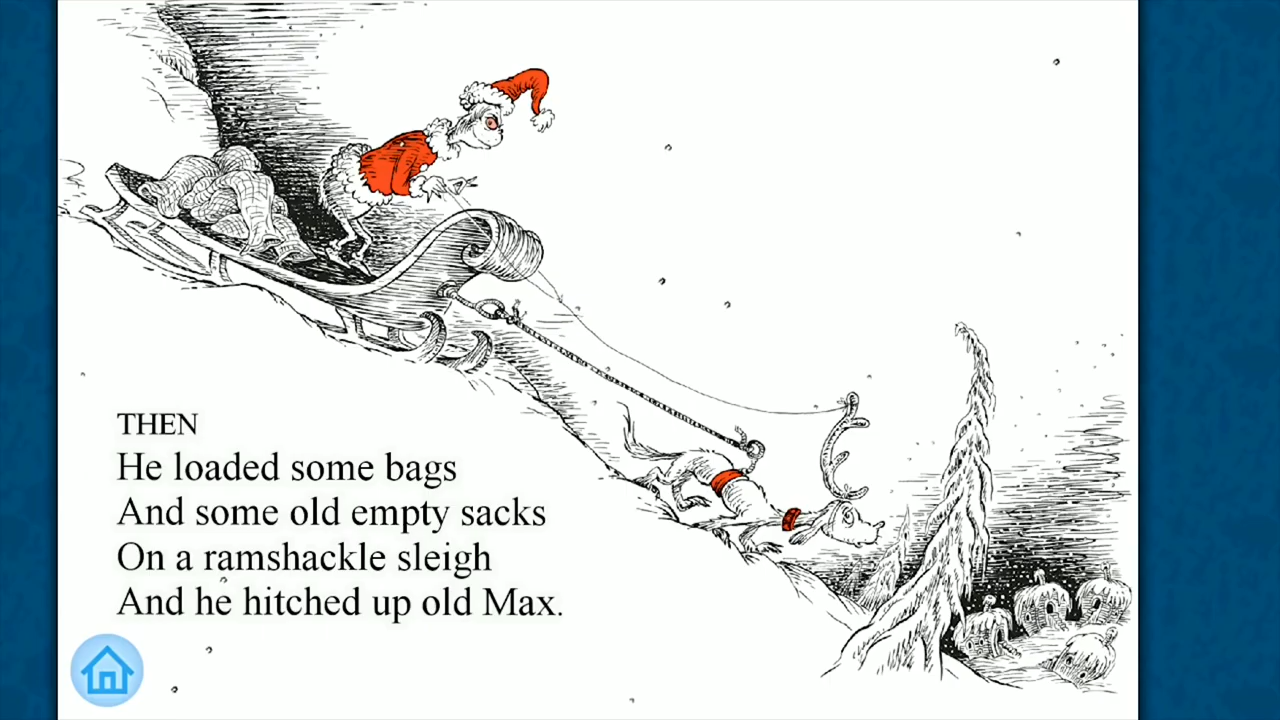 THEN
He loaded some bags
And some old empty sacks
On a ramshackle sleigh
And he hitched up old Max.